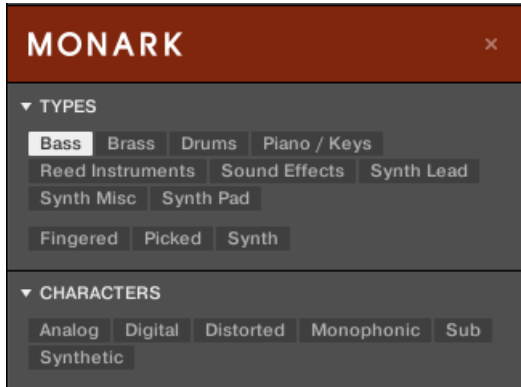 MONARK ×
▼ TYPES
Bass Brass Drums Piano / Keys
Reed Instruments Sound Effects Synth Lead
Synth Misc Synth Pad
Fingered Picked Synth
▼ CHARACTERS
Analog Digital Distorted Monophonic Sub
Synthetic